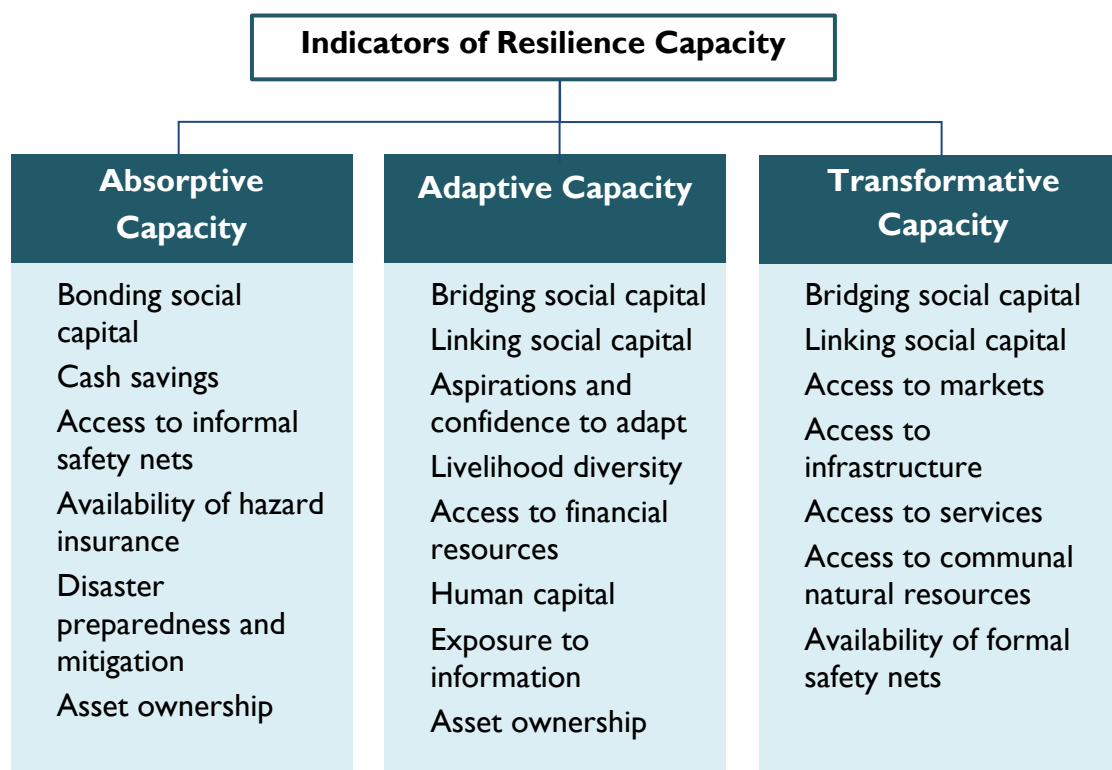 Indicators of Resilience Capacity
Absorptive
Capacity
Bonding social
capital
Cash savings
Access to informal
safety nets
Availability of hazard
insurance
Disaster
preparedness and
mitigation
Asset ownership
Adaptive Capacity
Bridging social capital
Linking social capital
Aspirations and
confidence to adapt
Livelihood diversity
Access to financial
resources
Human capital
Exposure to
information
Asset ownership
Transformative
Capacity
Bridging social capital
Linking social capital
Access to markets
Access to
infrastructure
Access to services
Access to communal
natural resources
Availability of formal
safety nets